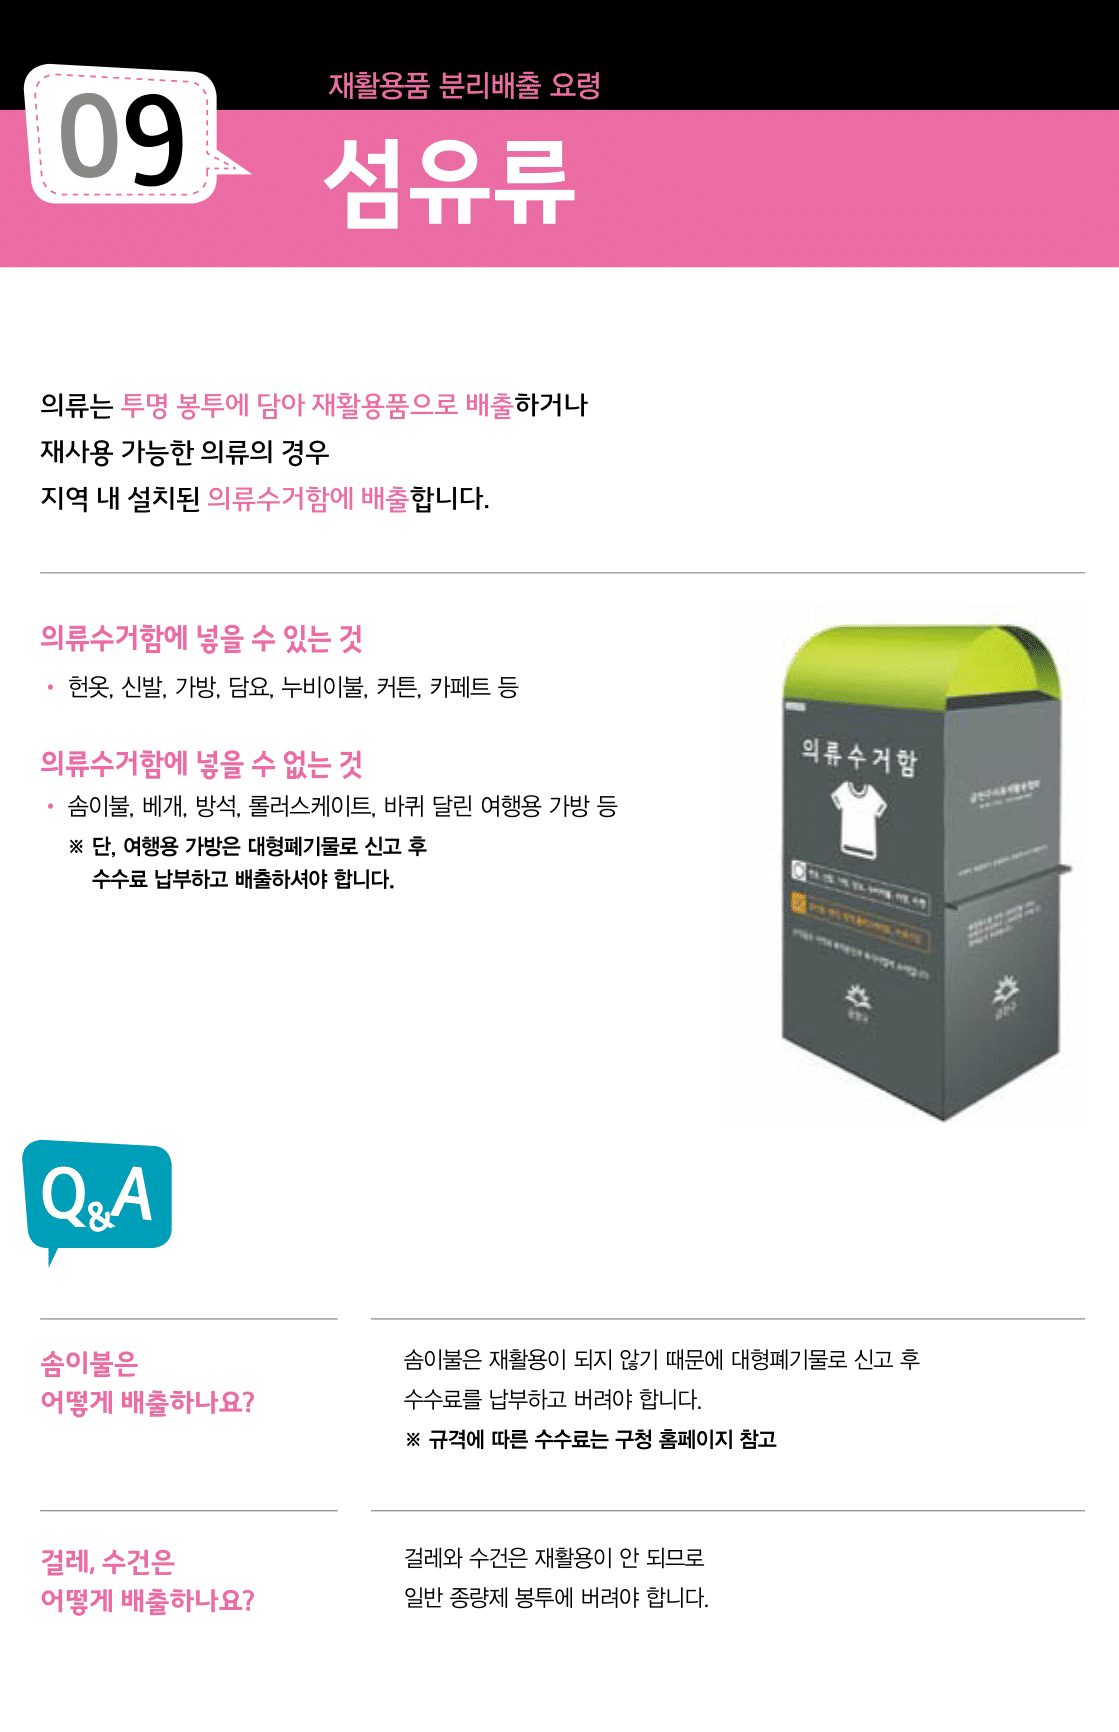 09
재활용품 분리배출 요령
섬유류
의류는 투명 봉투에 담아 재활용품으로 배출하거나
재사용 가능한 의류의 경우
지역 내 설치된 의류수거함에 배출합니다.
의류수거함에 넣을 수 있는 것
• 헌옷, 신발, 가방, 담요, 누비이불, 커튼, 카페트 등
의류수거함에 넣을 수 없는 것
• 솜이불, 베개, 방석, 롤러스케이트, 바퀴 달린 여행용 가방 등
※ 단, 여행용 가방은 대형폐기물로 신고 후
수수료 납부하고 배출하셔야 합니다.
의류수거함
금천구
금천구
Q&A
솜이불은
어떻게 배출하나요?
솜이불은 재활용이 되지 않기 때문에 대형폐기물로 신고 후
수수료를 납부하고 버려야 합니다.
※ 규격에 따른 수수료는 구청 홈페이지 참고
걸레, 수건은
어떻게 배출하나요?
걸레와 수건은 재활용이 안 되므로
일반 종량제 봉투에 버려야 합니다.